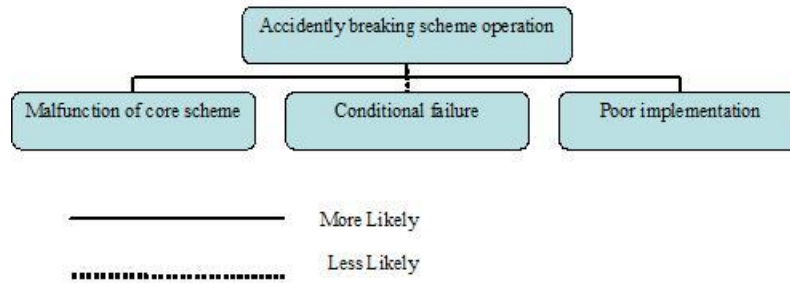 Accidently breaking scheme operation
Malfunction of core scheme
Conditional failure
Poor implementation
More Likely
Less Likely